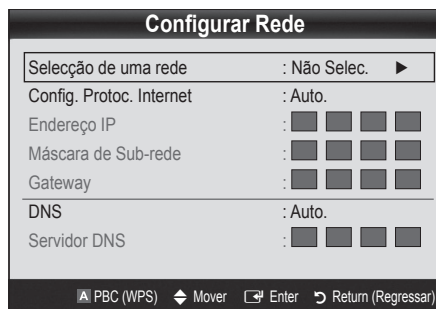 Configurar Rede
Selecção de uma rede : Não Selec. ►
Config. Protoc. Internet : Auto.
Endereço IP :
Máscara de Sub-rede :
Gateway :
DNS : Auto.
Servidor DNS :
A PBC (WPS) Mover Enter Return (Regressar)